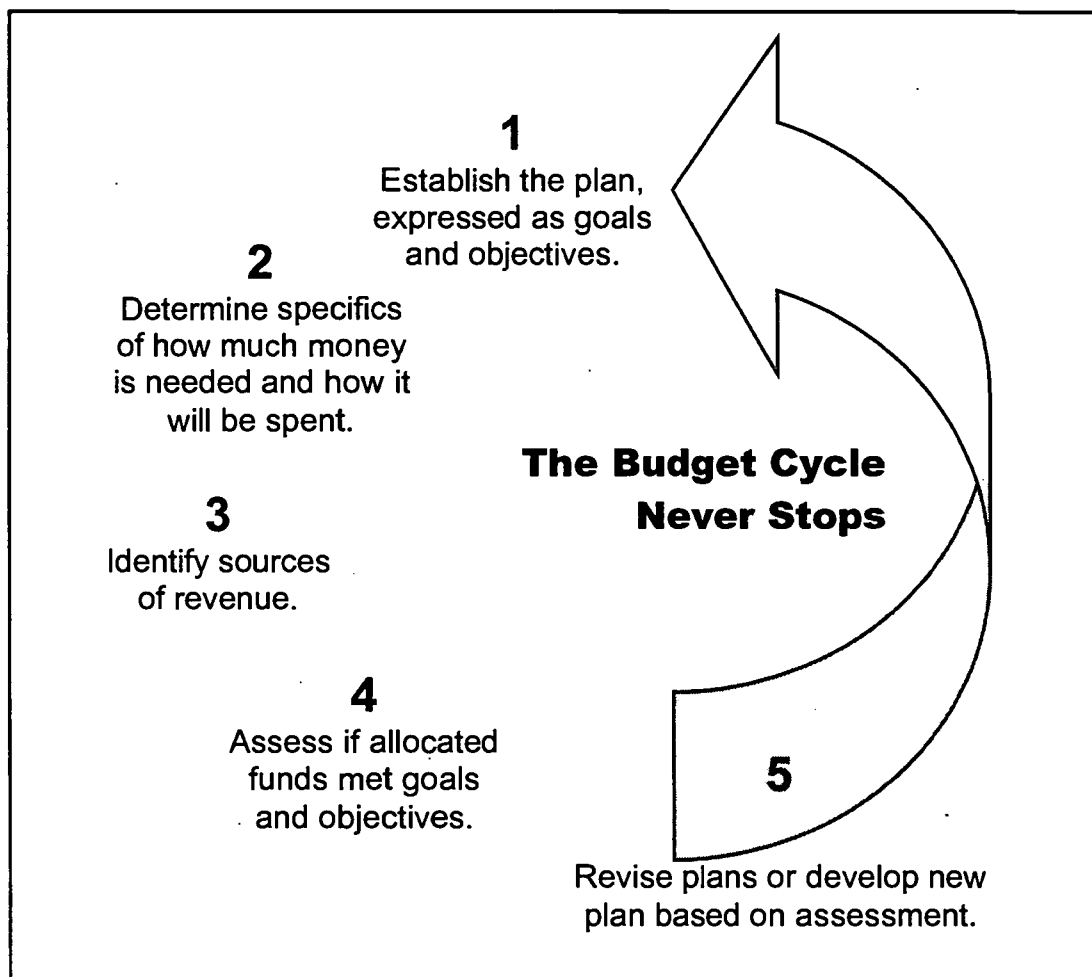 1
Establish the plan,
expressed as goals
and objectives.
2
Determine specifics
of how much money
is needed and how it
will be spent.
The Budget Cycle
Never Stops
3
Identify sources
of revenue.
4
Assess if allocated
funds met goals
and objectives.
5
Revise plans or develop new
plan based on assessment.